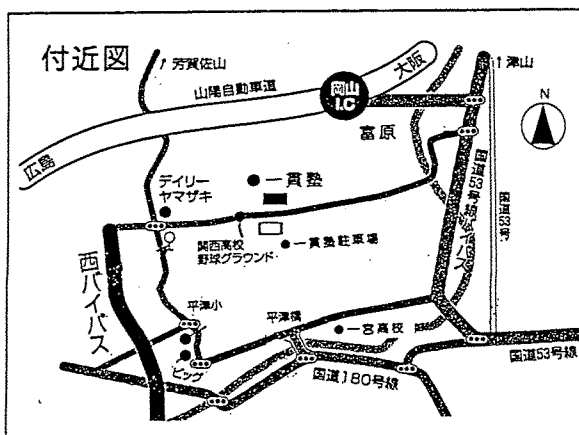 付近図
↑芳賀佐山
山陽自動車道
大阪
↑津山
岡山
I.C
N
富原
広島
デイリー
ヤマザキ
●一貫塾
国道53号線バイパス
国道53号
関西高校
野球グラウンド
●一貫塾駐車場
西バイパス
平津小
平津橋
●一宮高校
ビッグ
国道180号線
国道53号線